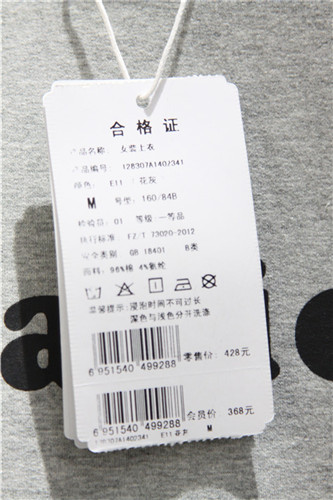 合格证
产品名称: 女装上衣
产品编号: 128307A1402341
颜色: E11 / 花灰
M 号型: 160/84B
检验员: 01 等级 一等品
执行标准: FZ/T 73020-2012
安全类别: GB 18401 B类
面料: 96%棉 4%氨纶
温馨提示: 浸泡时间不可过长
深色与浅色分开洗涤
零售价: 428元
6 951540 499288
会员价 368元
6 951540 499288
128307A1402341 E11 花灰 M
a